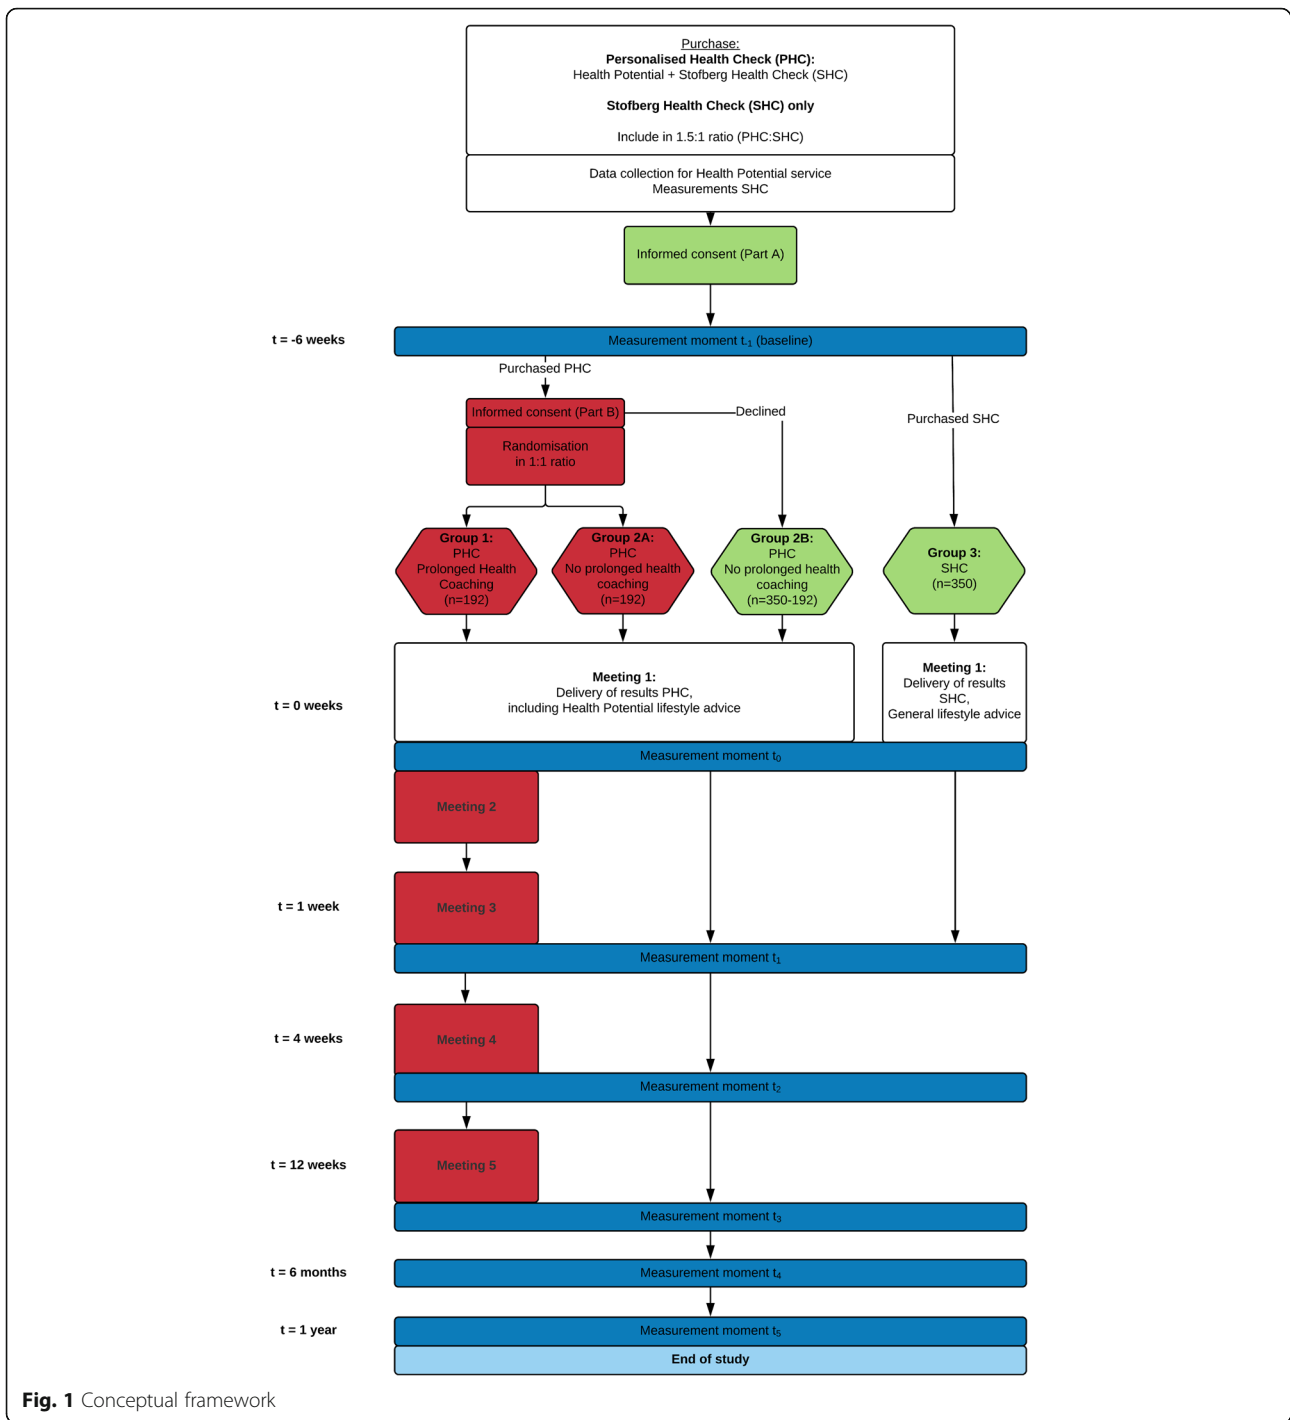 Purchase:
Personalised Health Check (PHC):
Health Potential + Stofberg Health Check (SHC)
Stofberg Health Check (SHC) only
Include in 1.5:1 ratio (PHC:SHC)
Data collection for Health Potential service
Measurements SHC
Informed consent (Part A)
t = -6 weeks
Measurement moment t-1 (baseline)
Purchased PHC
Informed consent (Part B)
Declined
Purchased SHC
Randomisation
in 1:1 ratio
Group 1:
PHC
Prolonged Health
Coaching
(n=192)
Group 2A:
PHC
No prolonged health
coaching
(n=192)
Group 2B:
PHC
No prolonged health
coaching
(n=350-192)
Group 3:
SHC
(n=350)
t = 0 weeks
Meeting 1:
Delivery of results PHC,
including Health Potential lifestyle advice
Meeting 1:
Delivery of results
SHC,
General lifestyle advice
Measurement moment t0
Meeting 2
t = 1 week
Meeting 3
Measurement moment t1
t = 4 weeks
Meeting 4
Measurement moment t2
t = 12 weeks
Meeting 5
Measurement moment t3
t = 6 months
Measurement moment t4
t = 1 year
Measurement moment t5
End of study
Fig. 1 Conceptual framework